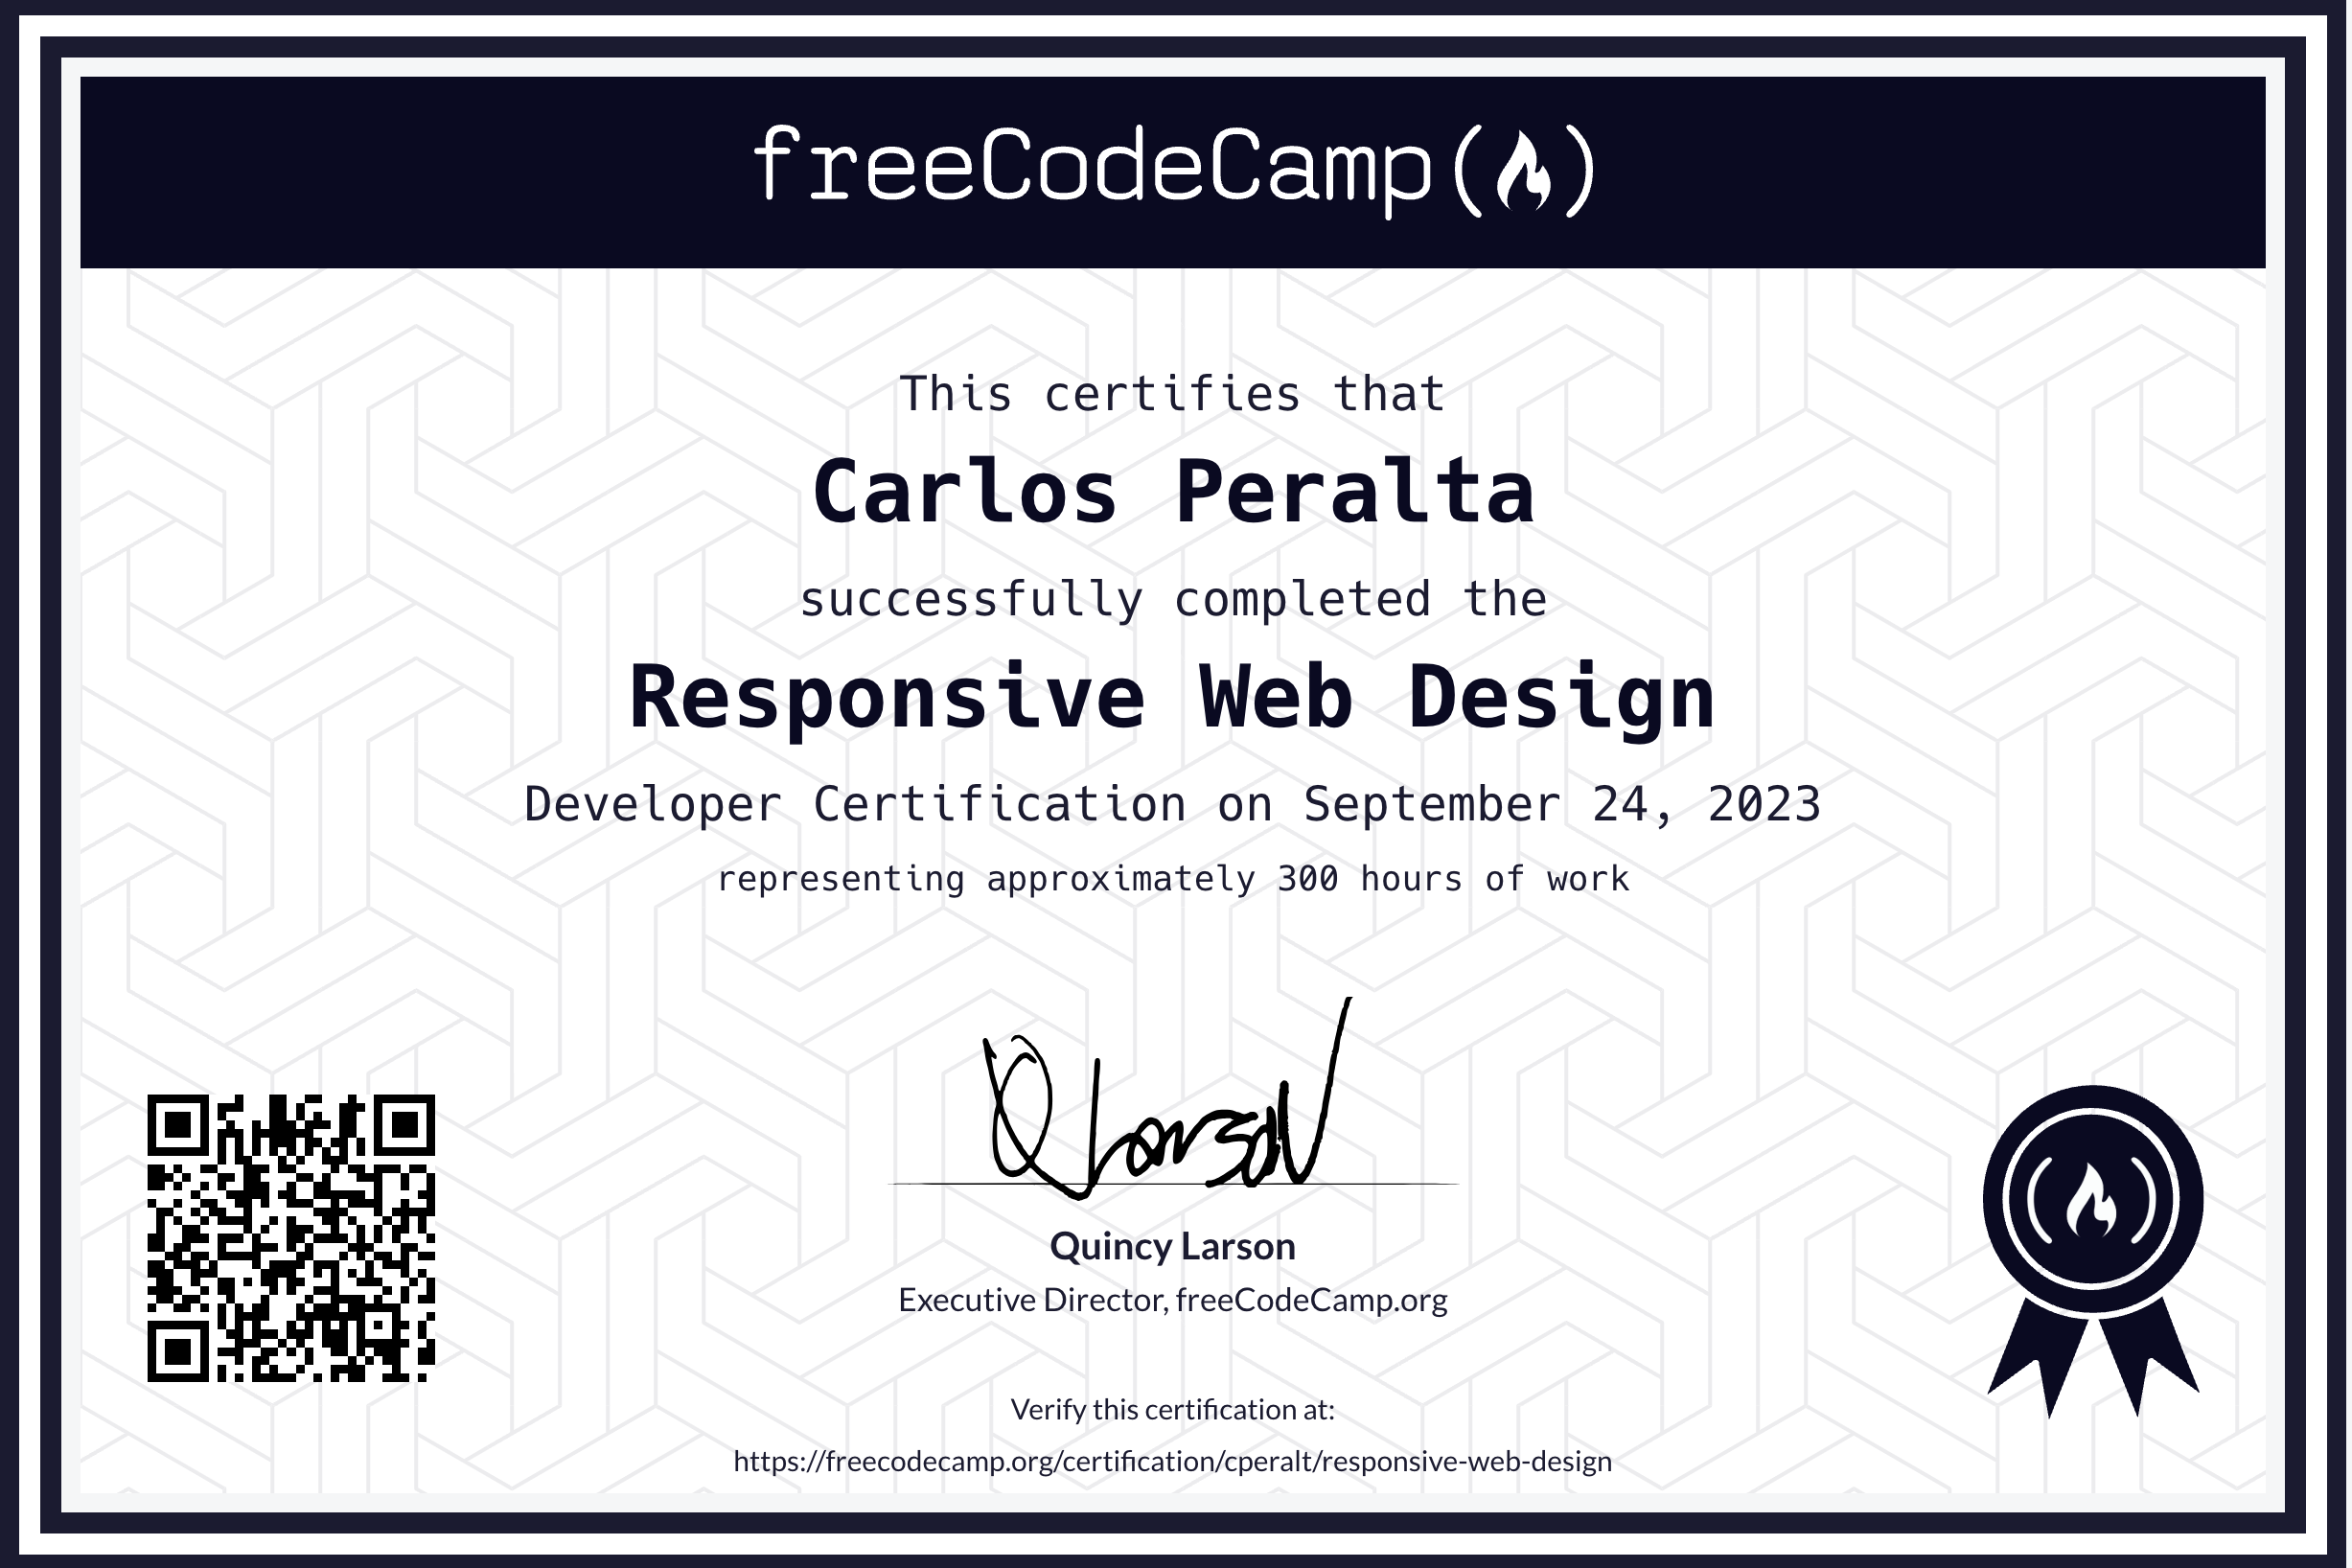 freeCodeCamp
This certifies that
Carlos Peralta
successfully completed the
Responsive Web Design
Developer Certification on September 24, 2023
representing approximately 300 hours of work
Quincy Larson
Executive Director, freeCodeCamp.org
Verify this certification at:
https://freecodecamp.org/certification/cperalt/responsive-web-design